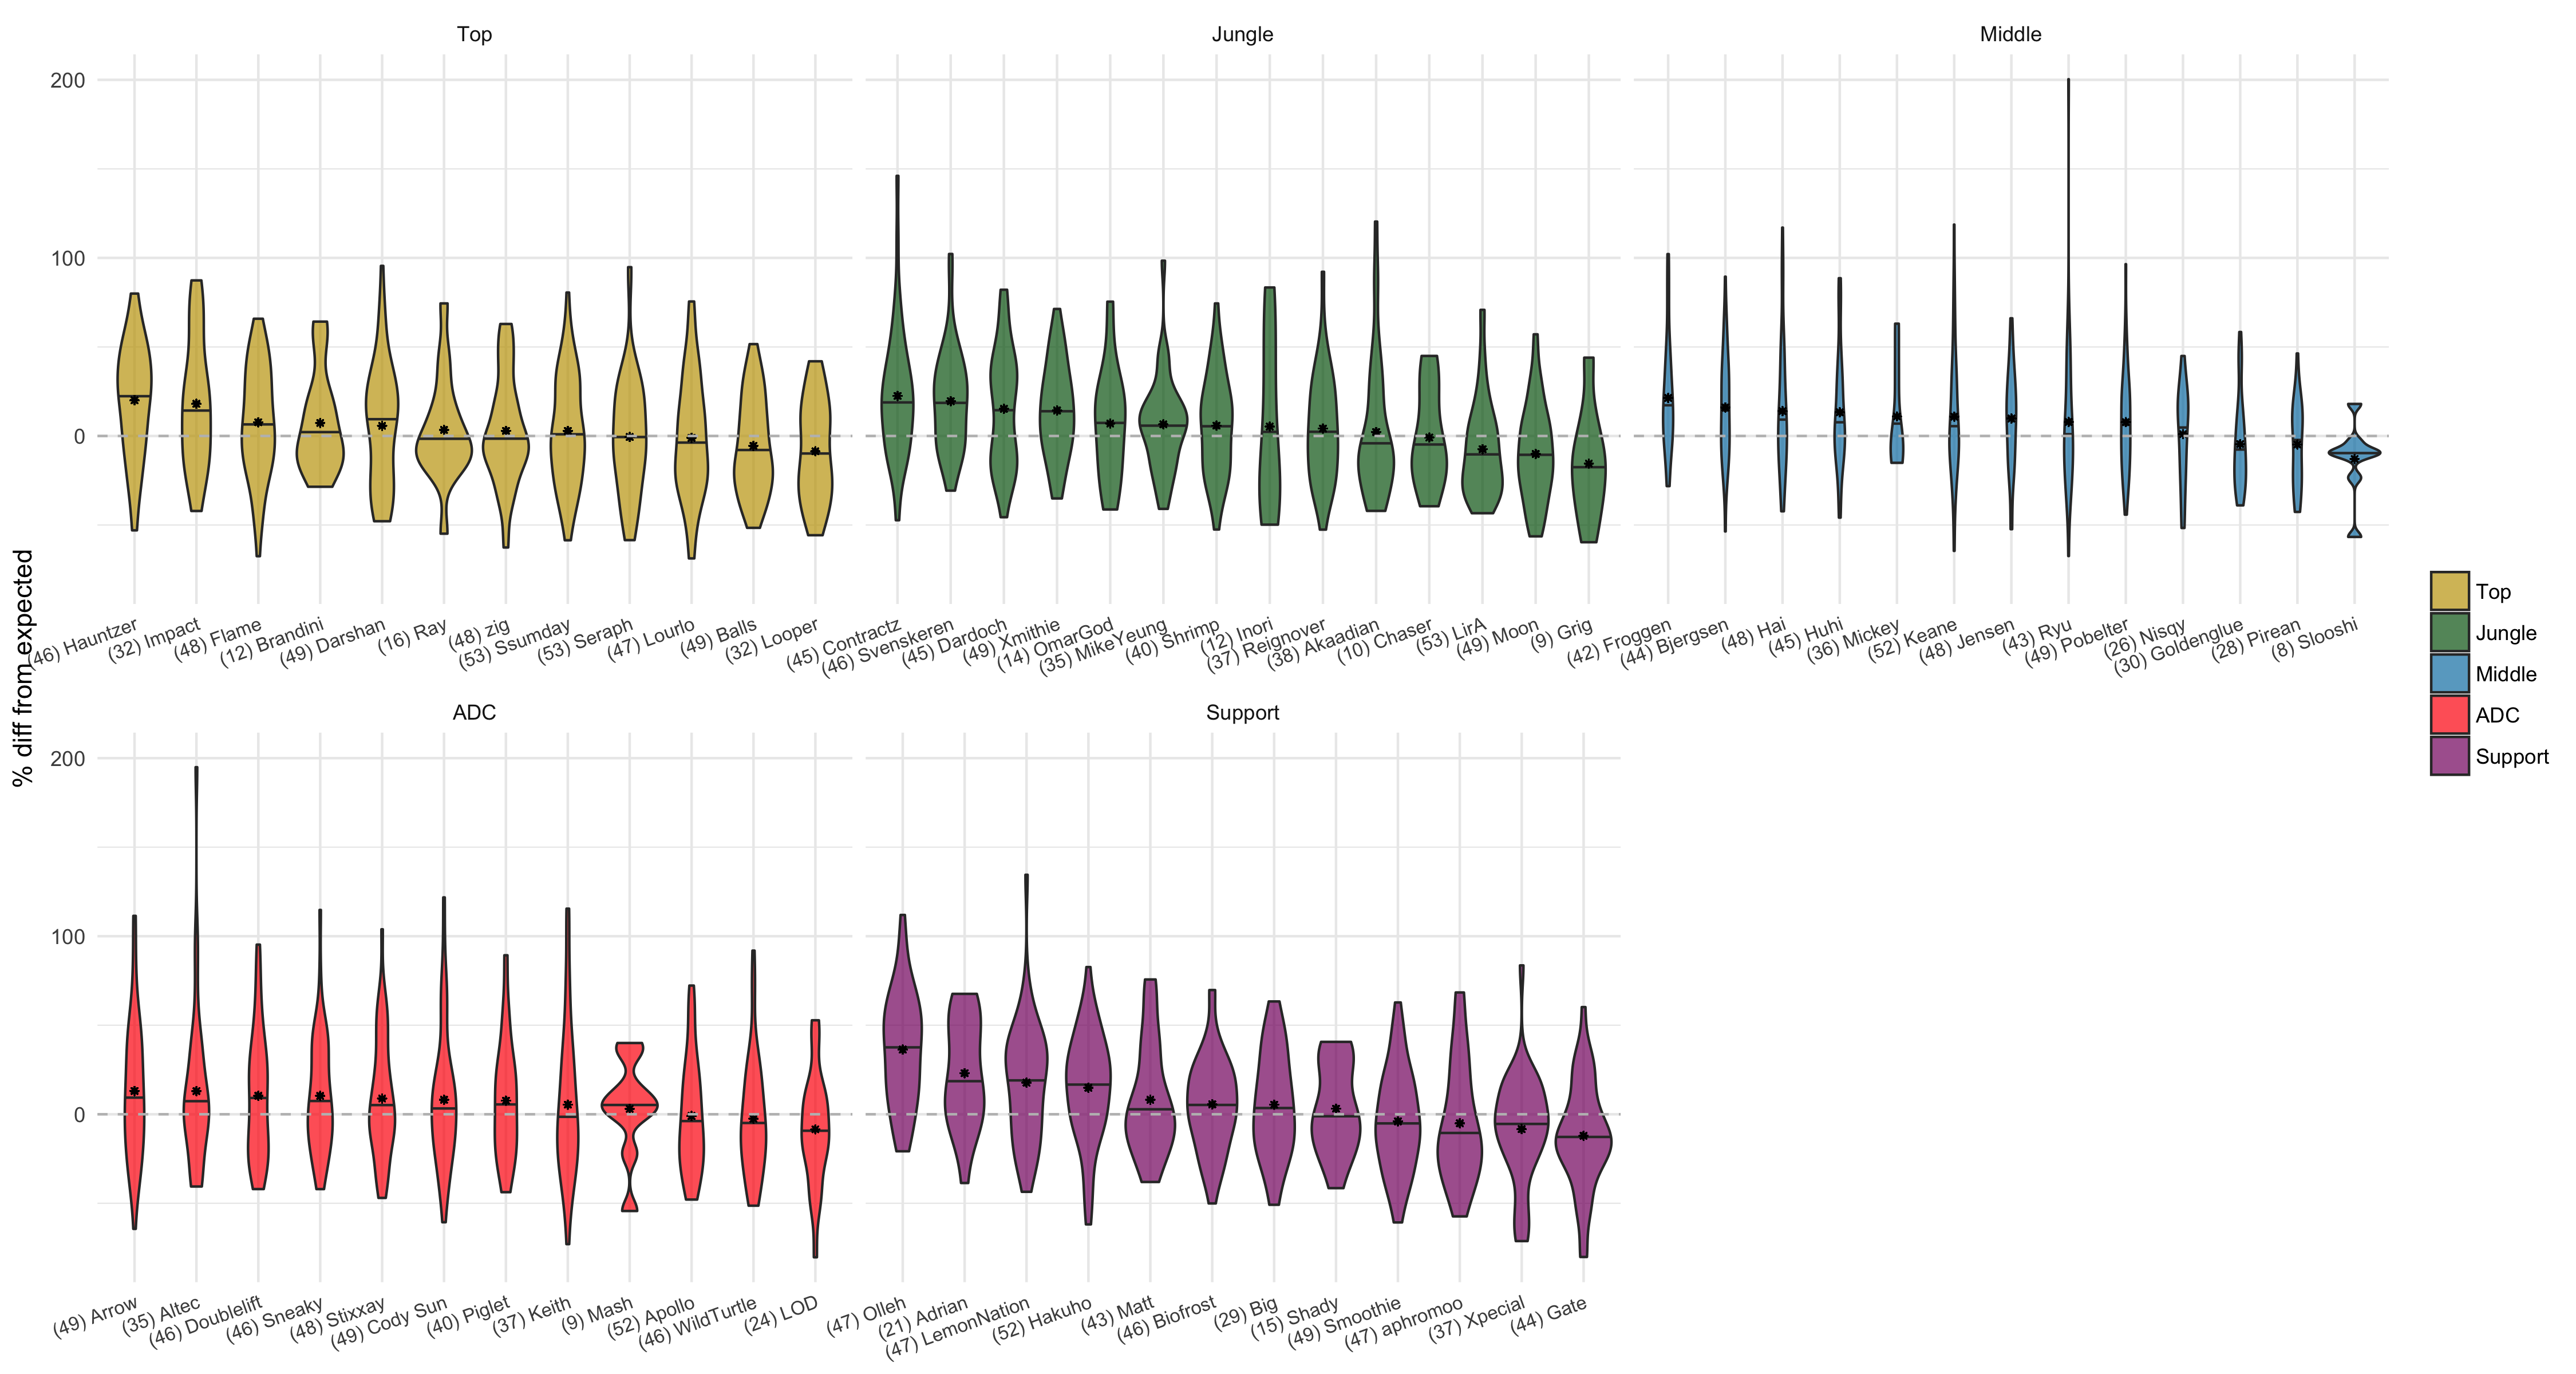 Top
Jungle
Middle
200
100
0
(46) Hauntzer
(32) Impact
(48) Flame
(12) Brandini
(49) Darshan
(16) Ray
(48) zig
(53) Ssumday
(53) Seraph
(47) Lourlo
(49) Balls
(32) Looper
(45) Contractz
(46) Svenskeren
(45) Dardoch
(49) Xmithie
(14) OmarGod
(35) MikeYeung
(40) Shrimp
(12) Inori
(37) Reignover
(38) Akaadian
(10) Chaser
(53) LirA
(49) Moon
(9) Grig
(42) Froggen
(44) Bjergsen
(48) Hai
(45) Huhi
(36) Mickey
(52) Keane
(48) Jensen
(43) Ryu
(49) Pobelter
(26) Nisqy
(30) Goldenglue
(28) Pirean
(8) Slooshi
% diff from expected
ADC
Support
200
100
0
(49) Arrow
(35) Altec
(46) Doublelift
(46) Sneaky
(48) Stixxay
(49) Cody Sun
(40) Piglet
(37) Keith
(9) Mash
(52) Apollo
(46) WildTurtle
(24) LOD
(47) Olleh
(21) Adrian
(47) LemonNation
(52) Hakuho
(43) Matt
(46) Biofrost
(29) Big
(15) Shady
(49) Smoothie
(47) aphromoo
(37) Xpecial
(44) Gate
Top
Jungle
Middle
ADC
Support